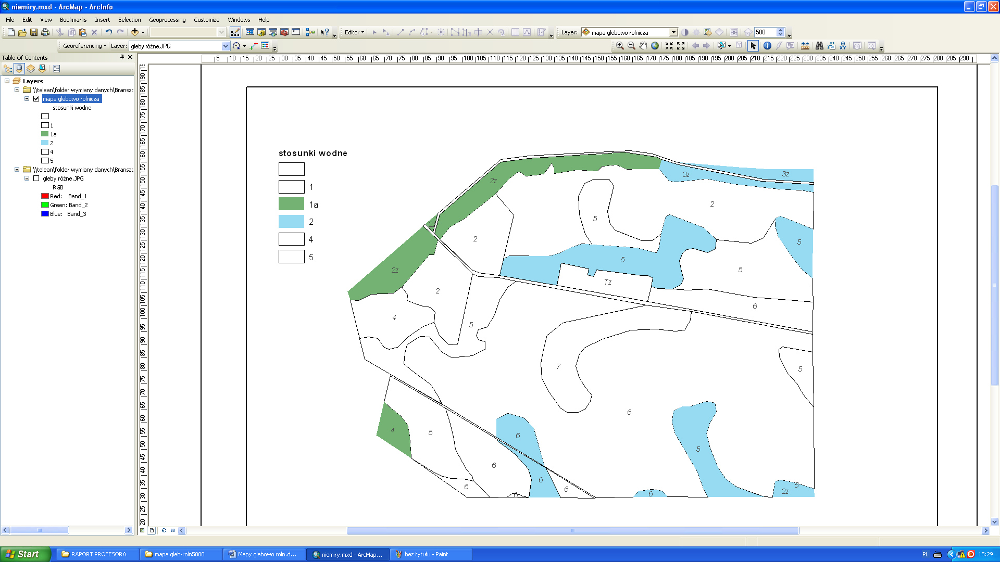 niemiry.mxd - ArcMap - ArcInfo
File Edit View Bookmarks Insert Selection Geoprocessing Customize Windows Help
Editor Layer: mapa glebowo rolnicza 500
Georeferencing Layer: gleby różne.JPG
Table Of Contents
Layers
\\telean\folder wymiany danych\Bransz
mapa glebowo rolnicza
stosunki wodne
1
1a
2
4
5
\\telean\folder wymiany danych\Bransz
gleby różne.JPG
RGB
Red: Band_1
Green: Band_2
Blue: Band_3
5 10 15 20 25 30 35 40 45 50 55 60 65 70 75 80 85 90 95 100 105 110 115 120 125 130 135 140 145 150 155 160 165 170 175 180 185 190 195 200 205 210 215 220 225 230 235 240 245 250 255 260 265 270 275 280 285 290
190 185 180 175 170 165 160 155 150 145 140 135 130 125 120 115 110 105 100 95 90 85 80 75 70 65 60 55 50 45 40 35 30 25 20
stosunki wodne
1
1a
2
4
5
3z 3z
2z
2
5
2z
2 5
5 5
2z 5
Tz
2
6
4
5
7 5
6
4 5 6
5
6
6 5
6 6 2z
6 6
Start RAPORT PROFESORA mapa gleb-roln5000 Mapy glebowo roln.d... niemiry.mxd - ArcMap... bez tytułu - Paint PL 15:29